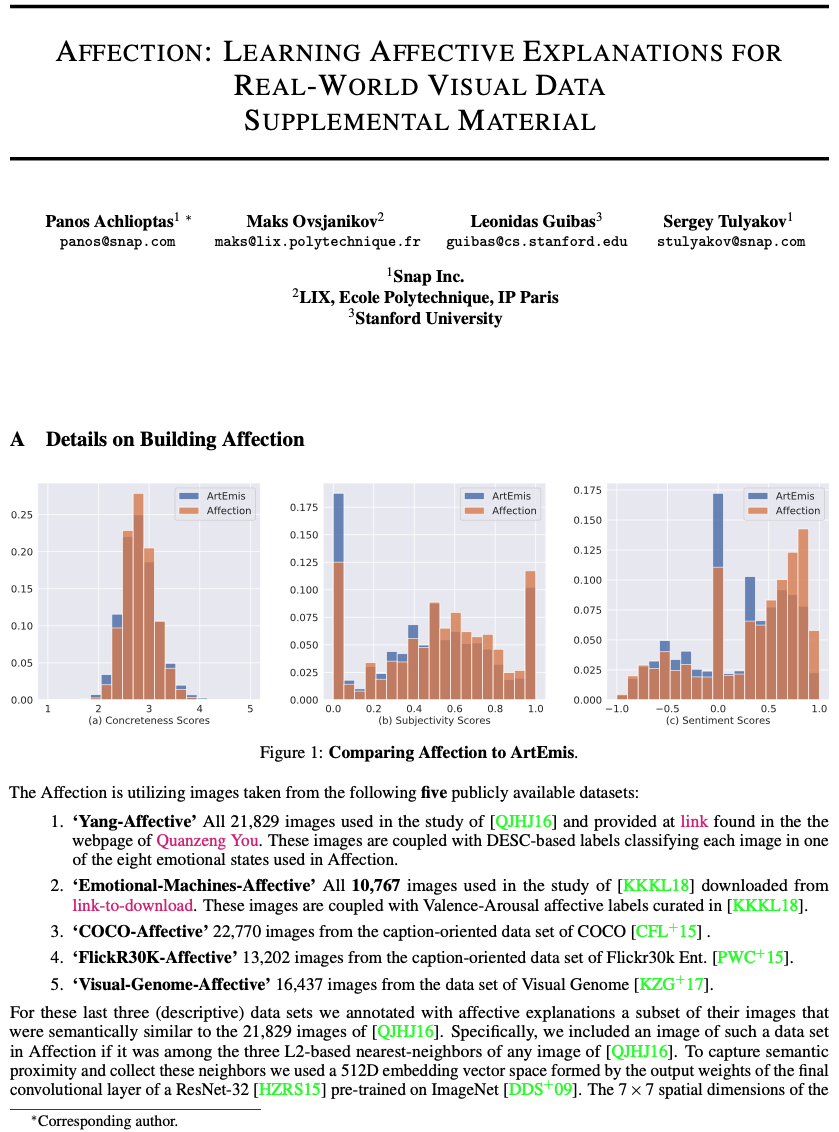 AFFECTION: LEARNING AFFECTIVE EXPLANATIONS FOR
REAL-WORLD VISUAL DATA
SUPPLEMENTAL MATERIAL
Panos Achlioptas1 * Maks Ovsjanikov2 Leonidas Guibas3 Sergey Tulyakov1
panos@snap.com maks@lix.polytechnique.fr guibas@cs.stanford.edu stulyakov@snap.com
1Snap Inc.
2LIX, Ecole Polytechnique, IP Paris
3Stanford University
A Details on Building Affection
ArtEmis
Affection
0.25
0.20
0.15
0.10
0.05
0.00
1 2 3 4 5
(a) Concreteness Scores
ArtEmis
Affection
0.175
0.150
0.125
0.100
0.075
0.050
0.025
0.000
0.0 0.2 0.4 0.6 0.8 1.0
(b) Subjectivity Scores
ArtEmis
Affection
0.175
0.150
0.125
0.100
0.075
0.050
0.025
0.000
−1.0 −0.5 0.0 0.5 1.0
(c) Sentiment Scores
Figure 1: Comparing Affection to ArtEmis.
The Affection is utilizing images taken from the following five publicly available datasets:
1. ‘Yang-Affective’ All 21,829 images used in the study of [QJHJ16] and provided at link found in the the
webpage of Quanzeng You. These images are coupled with DESC-based labels classifying each image in one
of the eight emotional states used in Affection.
2. ‘Emotional-Machines-Affective’ All 10,767 images used in the study of [KKKL18] downloaded from
link-to-download. These images are coupled with Valence-Arousal affective labels curated in [KKKL18].
3. ‘COCO-Affective’ 22,770 images from the caption-oriented data set of COCO [CFL+15] .
4. ‘FlickR30K-Affective’ 13,202 images from the caption-oriented data set of Flickr30k Ent. [PWC+15].
5. ‘Visual-Genome-Affective’ 16,437 images from the data set of Visual Genome [KZG+17].
For these last three (descriptive) data sets we annotated with affective explanations a subset of their images that
were semantically similar to the 21,829 images of [QJHJ16]. Specifically, we included an image of such a data set
in Affection if it was among the three L2-based nearest-neighbors of any image of [QJHJ16]. To capture semantic
proximity and collect these neighbors we used a 512D embedding vector space formed by the output weights of the final
convolutional layer of a ResNet-32 [HZRS15] pre-trained on ImageNet [DDS+09]. The 7 × 7 spatial dimensions of the
*Corresponding author.